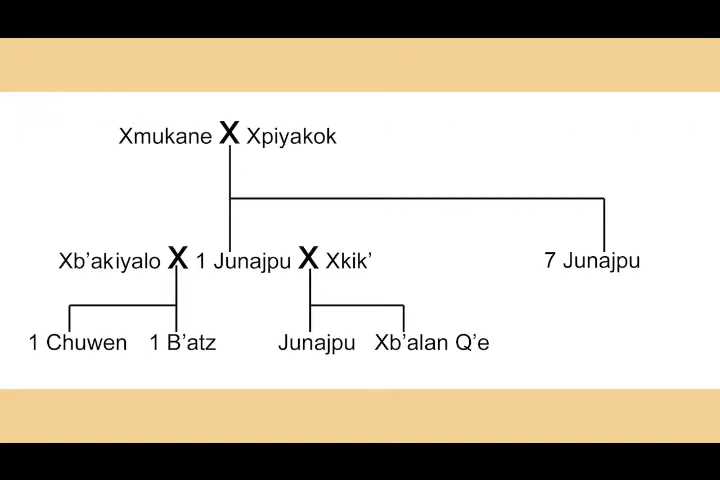 Xmukane X Xpiyakok
Xb’akiyalo X 1 Junajpu X Xkik’ 7 Junajpu
1 Chuwen 1 B’atz Junajpu Xb’alan Q’e